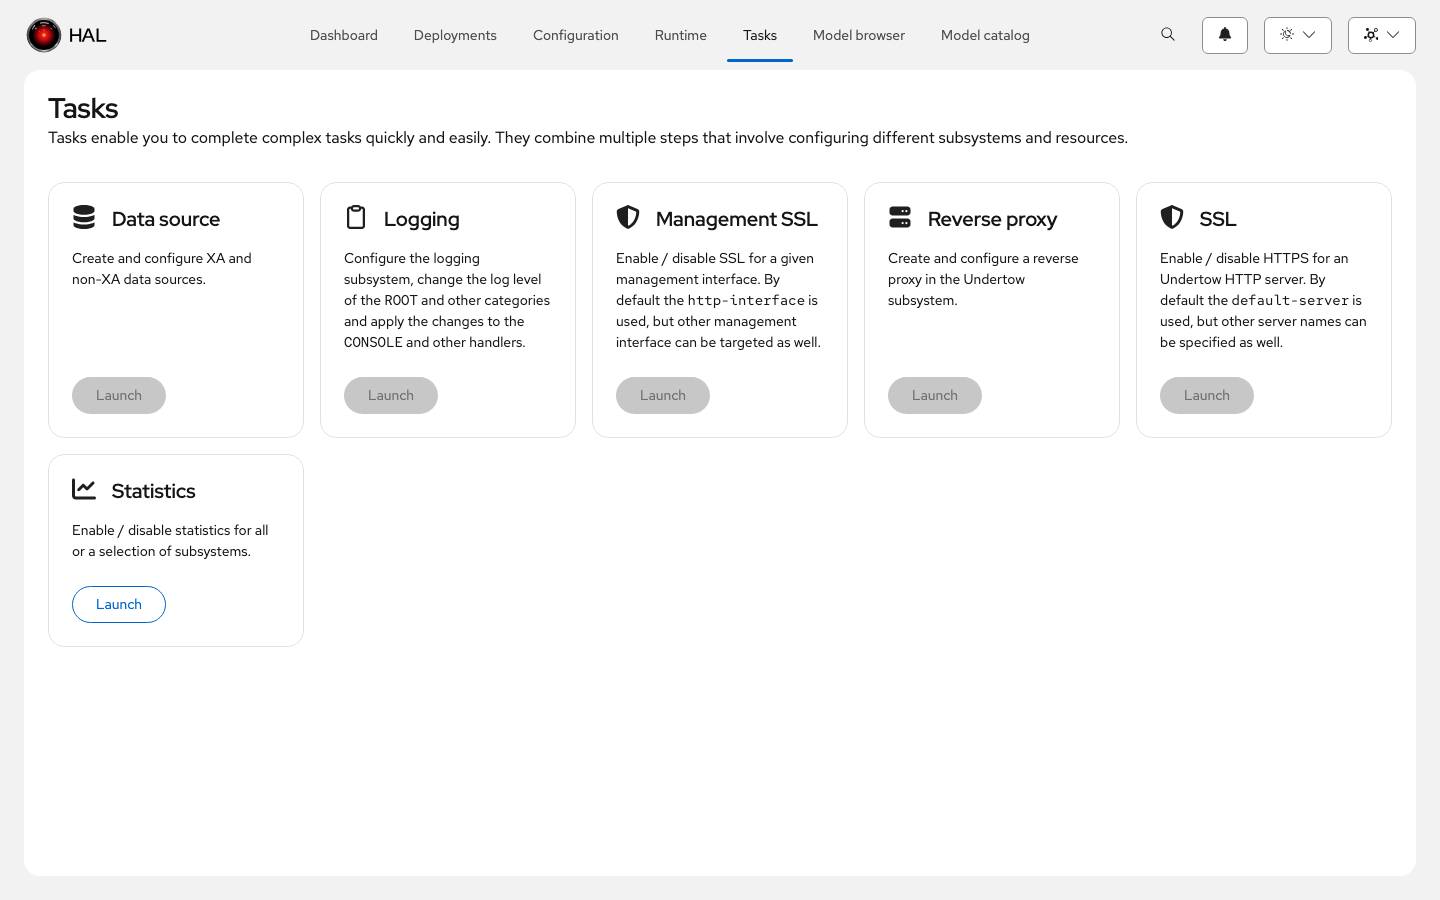 HAL
Dashboard
Deployments
Configuration
Runtime
Tasks
Model browser
Model catalog
Tasks
Tasks enable you to complete complex tasks quickly and easily. They combine multiple steps that involve configuring different subsystems and resources.
Data source
Create and configure XA and
non-XA data sources.
Launch
Logging
Configure the logging
subsystem, change the log level
of the ROOT and other categories
and apply the changes to the
CONSOLE and other handlers.
Launch
Management SSL
Enable / disable SSL for a given
management interface. By
default the http-interface is
used, but other management
interface can be targeted as well.
Launch
Reverse proxy
Create and configure a reverse
proxy in the Undertow
subsystem.
Launch
SSL
Enable / disable HTTPS for an
Undertow HTTP server. By
default the default-server is
used, but other server names can
be specified as well.
Launch
Statistics
Enable / disable statistics for all
or a selection of subsystems.
Launch